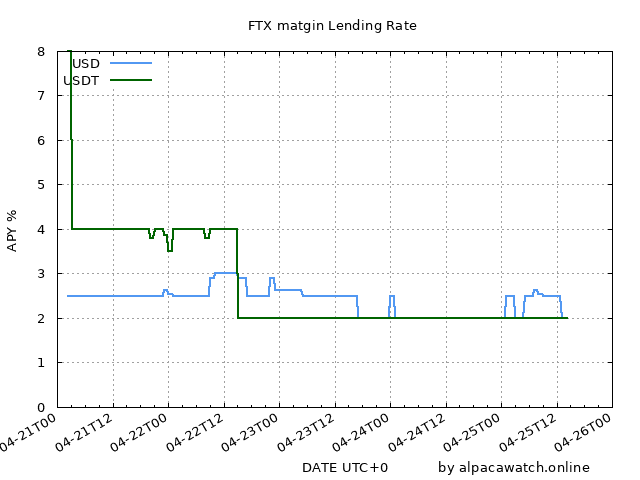 FTX matgin Lending Rate
8
USD
USDT
7
6
5
APY %
4
3
2
1
0
04-21T00 04-21T12 04-22T00 04-22T12 04-23T00 04-23T12 04-24T00 04-24T12 04-25T00 04-25T12 04-26T00
DATE UTC+0 by alpacawatch.online